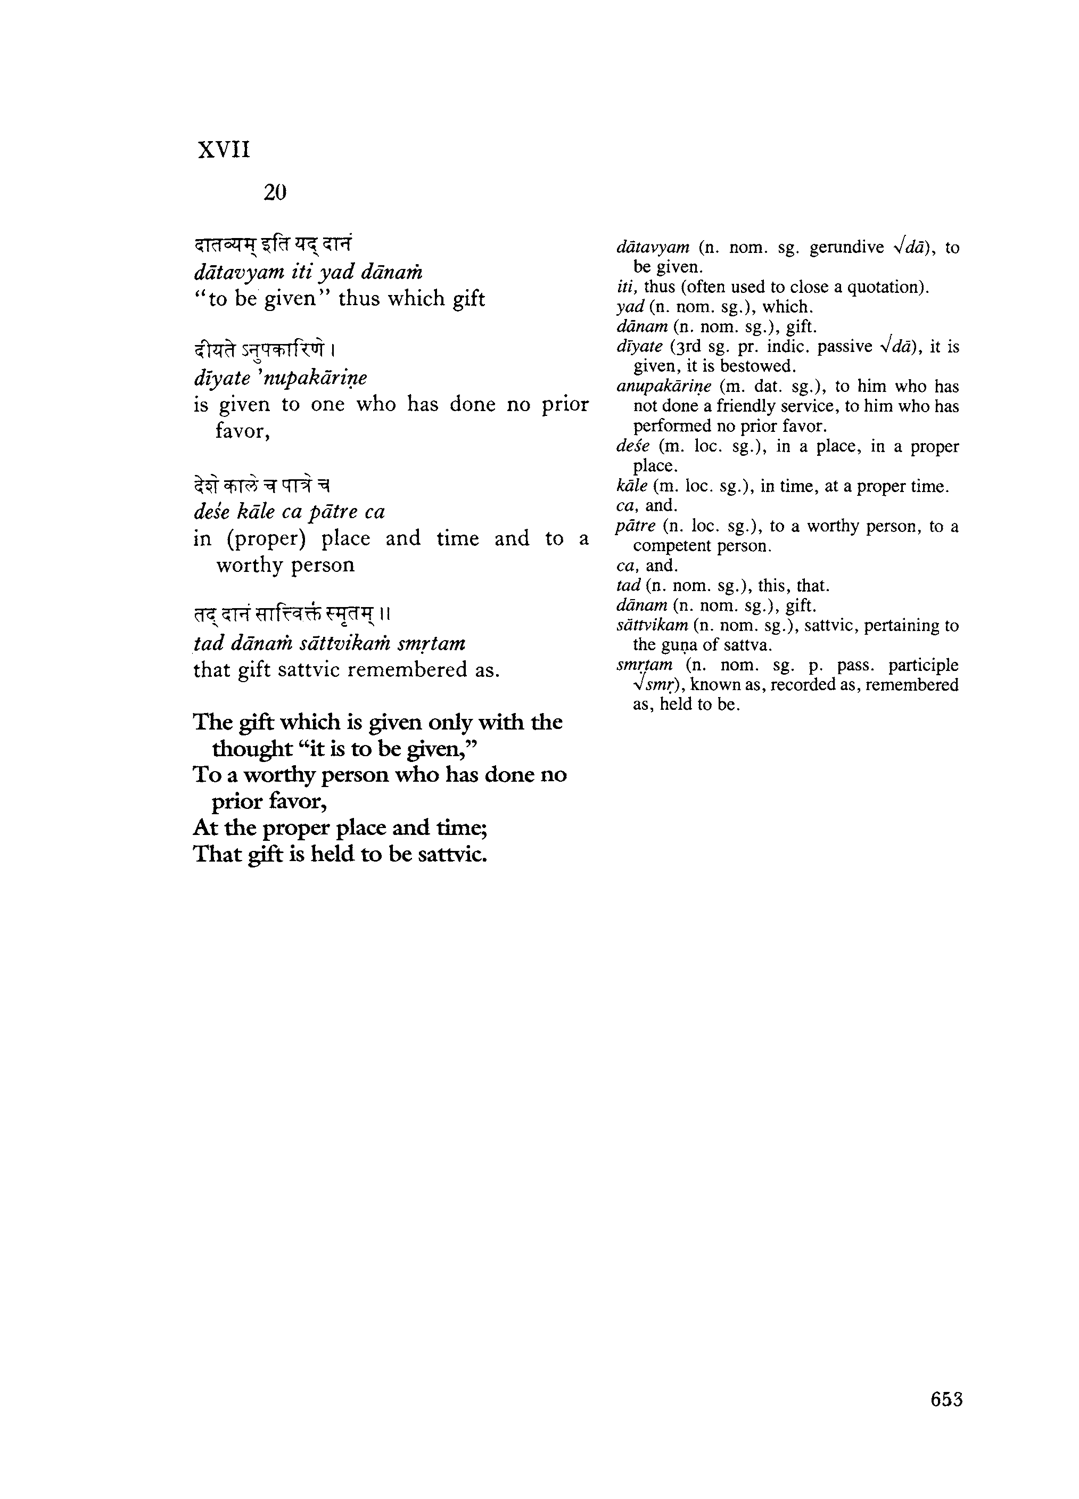 XVII
20
दातव्यम् इति यद् दानं
dātavyam iti yad dānaṁ
“to be given” thus which gift
दीयते ऽनुपकारिणे ।
dīyate ’nupakāriṇe
is given to one who has done no prior
favor,
देशे काले च पात्रे च
deśe kāle ca pātre ca
in (proper) place and time and to a
worthy person
तद् दानं सात्त्विकं स्मृतम् ॥
tad dānaṁ sāttvikaṁ smṛtam
that gift sattvic remembered as.
The gift which is given only with the
thought “it is to be given,”
To a worthy person who has done no
prior favor,
At the proper place and time;
That gift is held to be sattvic.
dātavyam (n. nom. sg. gerundive √dā), to
be given.
iti, thus (often used to close a quotation).
yad (n. nom. sg.), which.
dānam (n. nom. sg.), gift.
dīyate (3rd sg. pr. indic. passive √dā), it is
given, it is bestowed.
anupakāriṇe (m. dat. sg.), to him who has
not done a friendly service, to him who has
performed no prior favor.
deśe (m. loc. sg.), in a place, in a proper
place.
kāle (m. loc. sg.), in time, at a proper time.
ca, and.
pātre (n. loc. sg.), to a worthy person, to a
competent person.
ca, and.
tad (n. nom. sg.), this, that.
dānam (n. nom. sg.), gift.
sāttvikam (n. nom. sg.), sattvic, pertaining to
the guṇa of sattva.
smṛtam (n. nom. sg. p. pass. participle
√smṛ), known as, recorded as, remembered
as, held to be.
653